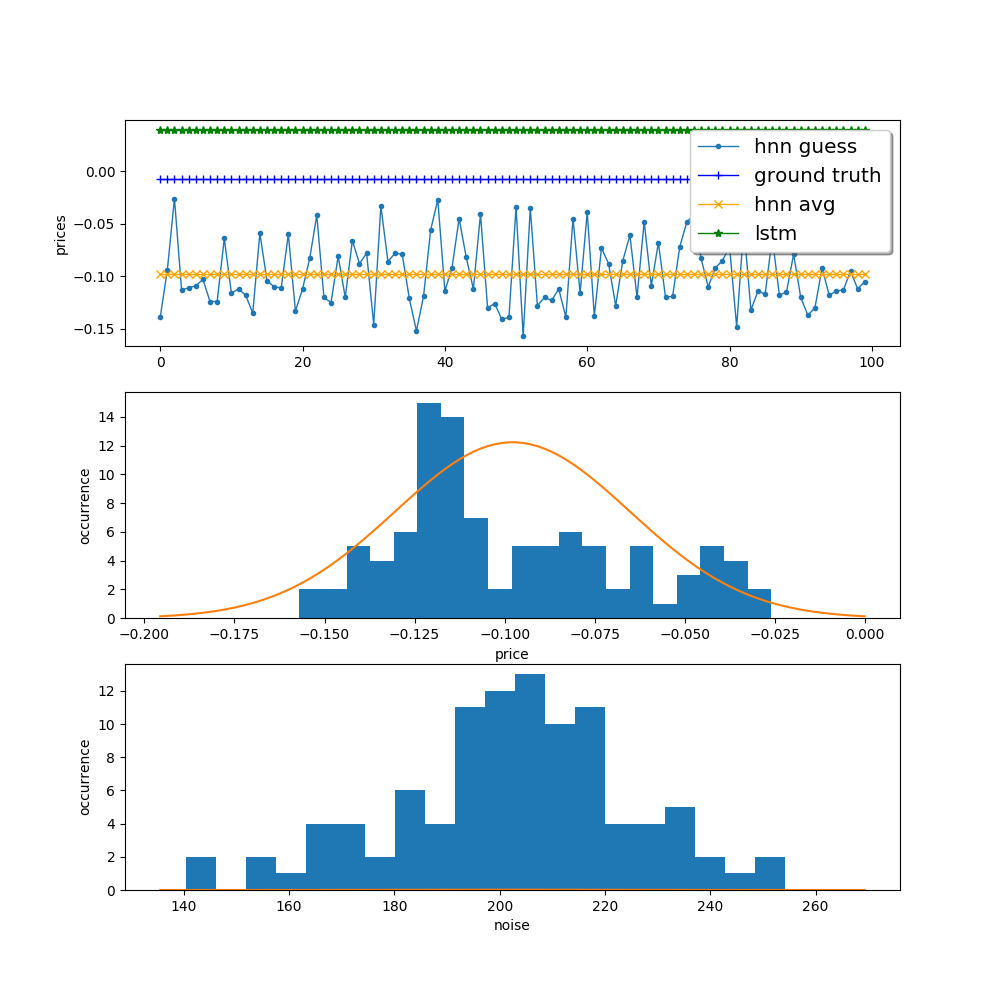 0.00
−0.05
−0.10
−0.15
prices
hnn guess
ground truth
hnn avg
lstm
0 20 40 60 80 100
14
12
10
8
6
4
2
0
occurrence
−0.200 −0.175 −0.150 −0.125 −0.100 −0.075 −0.050 −0.025 0.000
price
12
10
8
6
4
2
0
occurrence
140 160 180 200 220 240 260
noise